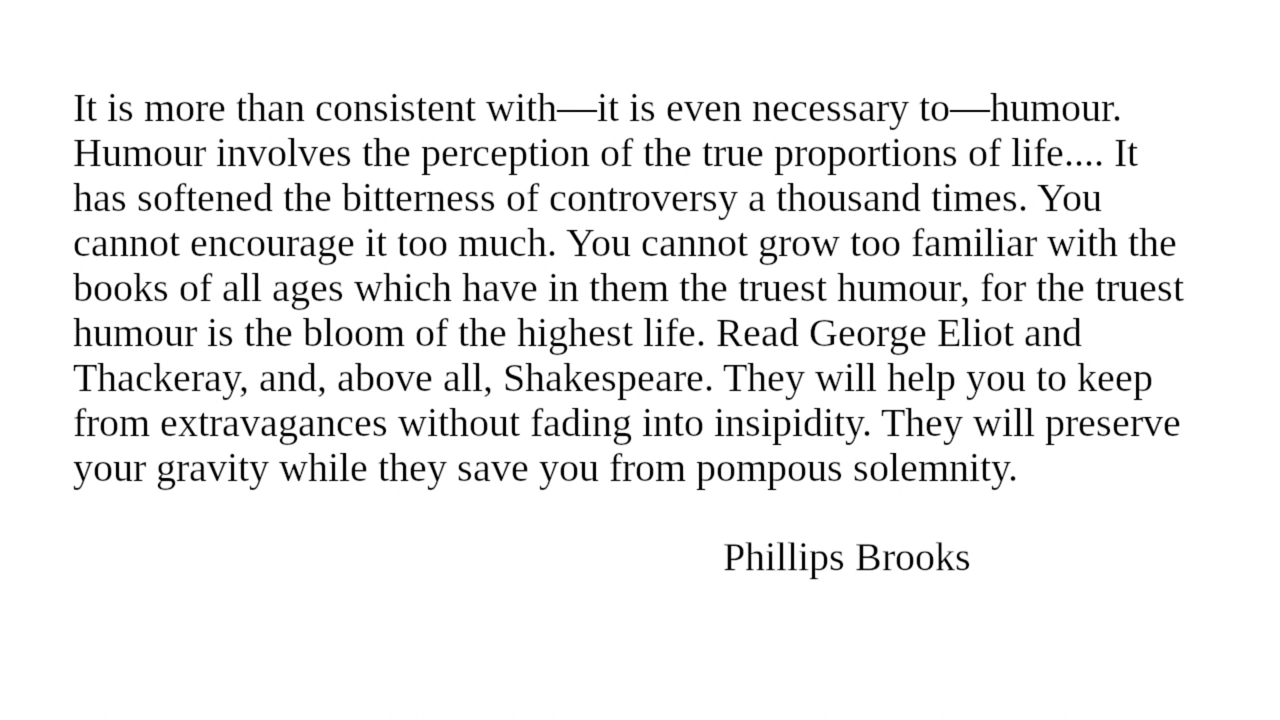 It is more than consistent with—it is even necessary to—humour.
Humour involves the perception of the true proportions of life.... It
has softened the bitterness of controversy a thousand times. You
cannot encourage it too much. You cannot grow too familiar with the
books of all ages which have in them the truest humour, for the truest
humour is the bloom of the highest life. Read George Eliot and
Thackeray, and, above all, Shakespeare. They will help you to keep
from extravagances without fading into insipidity. They will preserve
your gravity while they save you from pompous solemnity.
Phillips Brooks